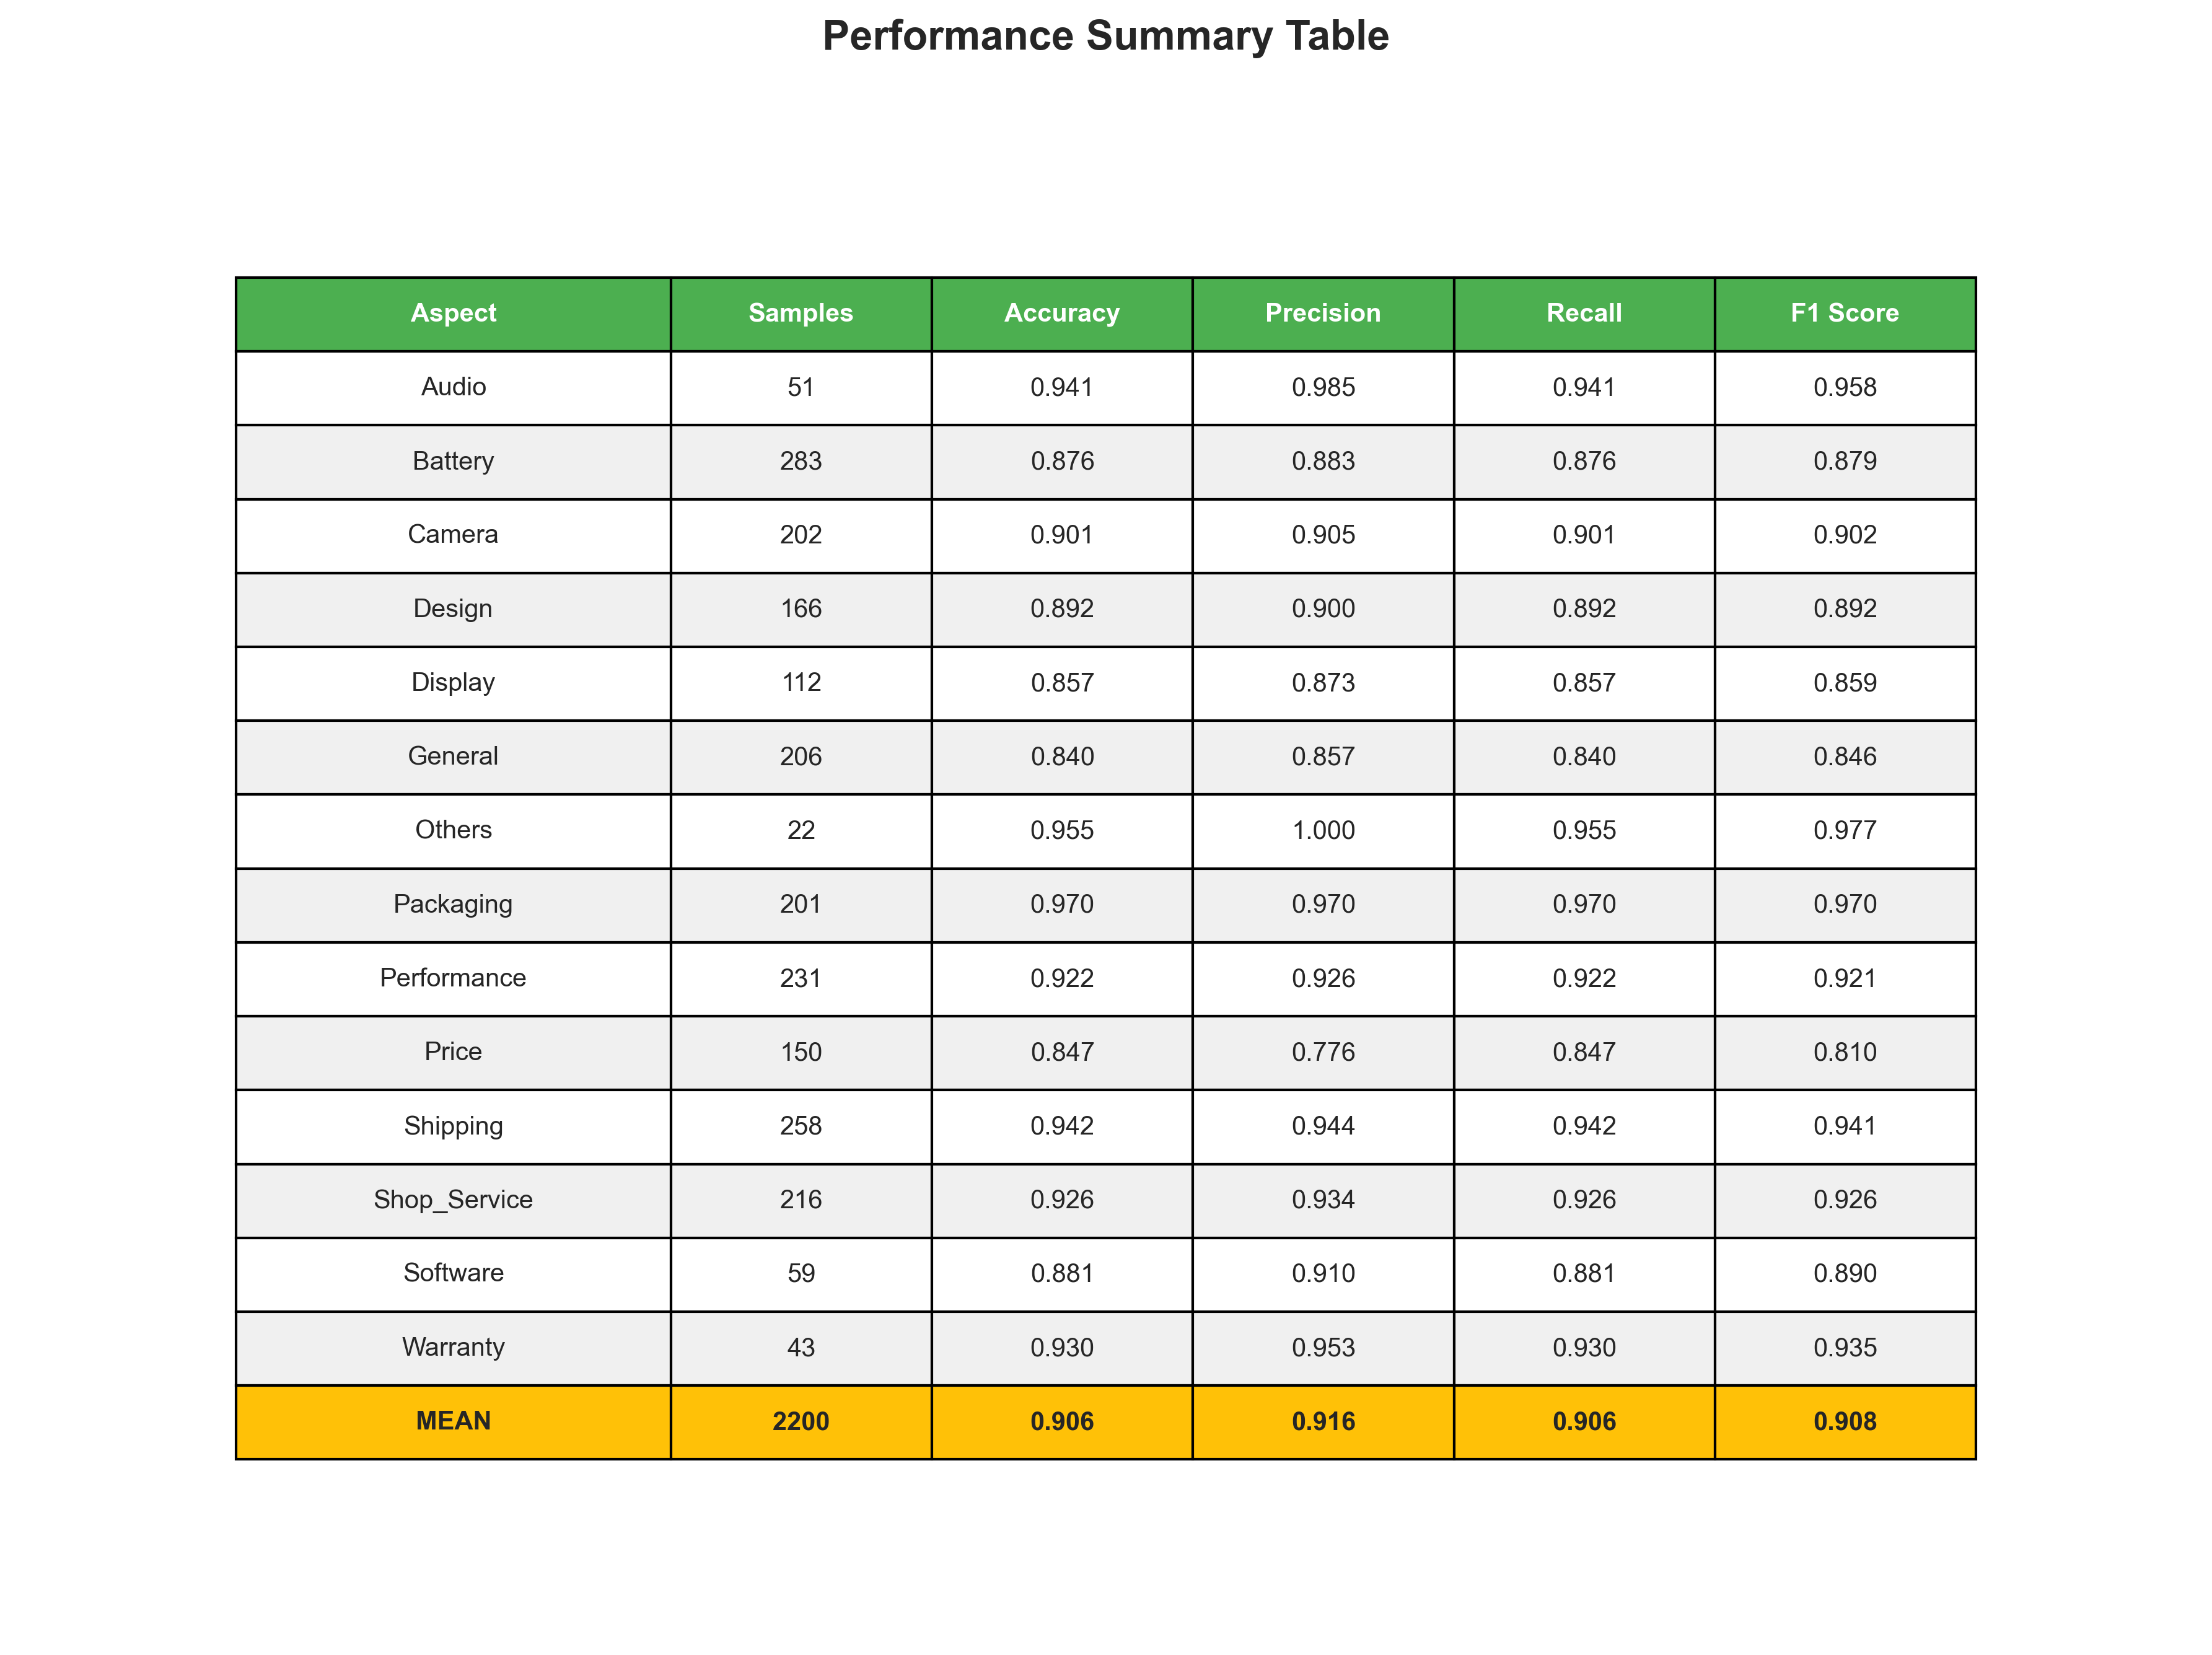 Performance Summary Table
Aspect Samples Accuracy Precision Recall F1 Score
Audio 51 0.941 0.985 0.941 0.958
Battery 283 0.876 0.883 0.876 0.879
Camera 202 0.901 0.905 0.901 0.902
Design 166 0.892 0.900 0.892 0.892
Display 112 0.857 0.873 0.857 0.859
General 206 0.840 0.857 0.840 0.846
Others 22 0.955 1.000 0.955 0.977
Packaging 201 0.970 0.970 0.970 0.970
Performance 231 0.922 0.926 0.922 0.921
Price 150 0.847 0.776 0.847 0.810
Shipping 258 0.942 0.944 0.942 0.941
Shop_Service 216 0.926 0.934 0.926 0.926
Software 59 0.881 0.910 0.881 0.890
Warranty 43 0.930 0.953 0.930 0.935
MEAN 2200 0.906 0.916 0.906 0.908